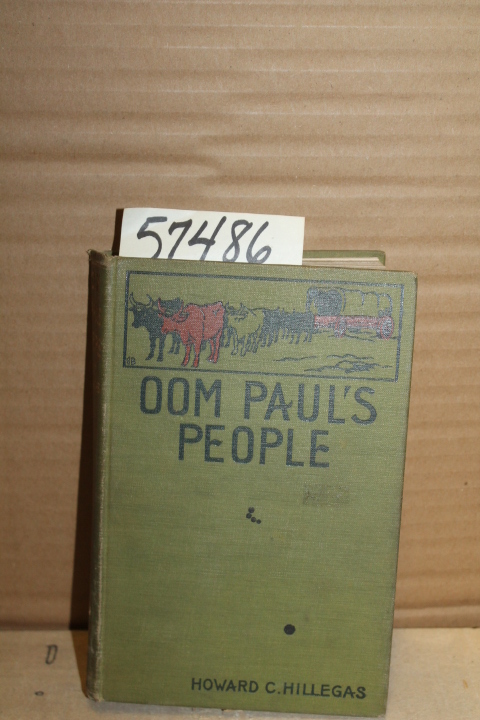 57486
OOM PAUL'S
PEOPLE
HOWARD C. HILLEGAS
D